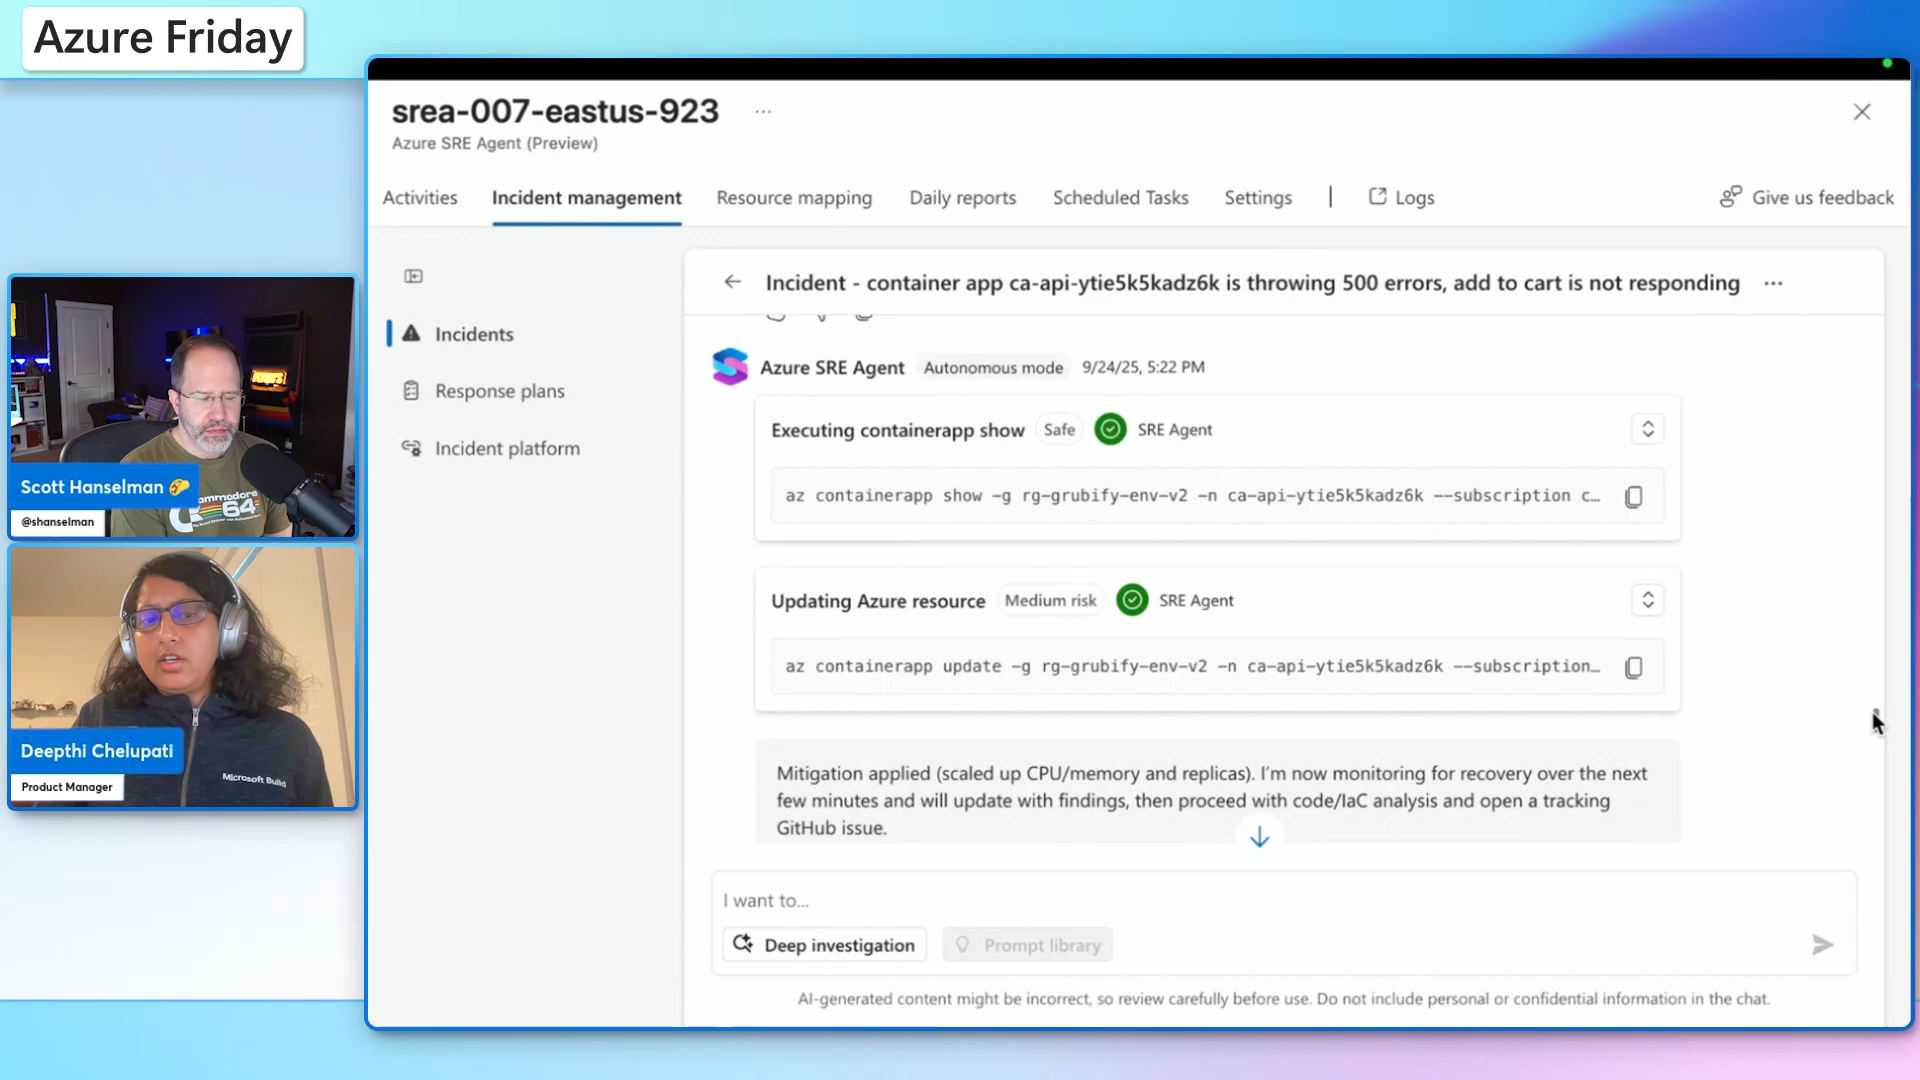 Azure Friday
srea-007-eastus-923 ...
Azure SRE Agent (Preview)
Activities Incident management Resource mapping Daily reports Scheduled Tasks Settings | Logs Give us feedback
Incident - container app ca-api-ytie5k5kadz6k is throwing 500 errors, add to cart is not responding ...
Incidents
Response plans
Incident platform
Azure SRE Agent Autonomous mode 9/24/25, 5:22 PM
Executing containerapp show Safe SRE Agent
az containerapp show -g rg-grubify-env-v2 -n ca-api-ytie5k5kadz6k --subscription c...
Updating Azure resource Medium risk SRE Agent
az containerapp update -g rg-grubify-env-v2 -n ca-api-ytie5k5kadz6k --subscription...
Mitigation applied (scaled up CPU/memory and replicas). I'm now monitoring for recovery over the next
few minutes and will update with findings, then proceed with code/IaC analysis and open a tracking
GitHub issue.
I want to...
Deep investigation Prompt library
AI-generated content might be incorrect, so review carefully before use. Do not include personal or confidential information in the chat.
Scott Hanselman 🌮
@shanselman
ommodore
64
Deepthi Chelupati
Product Manager
Microsoft Build